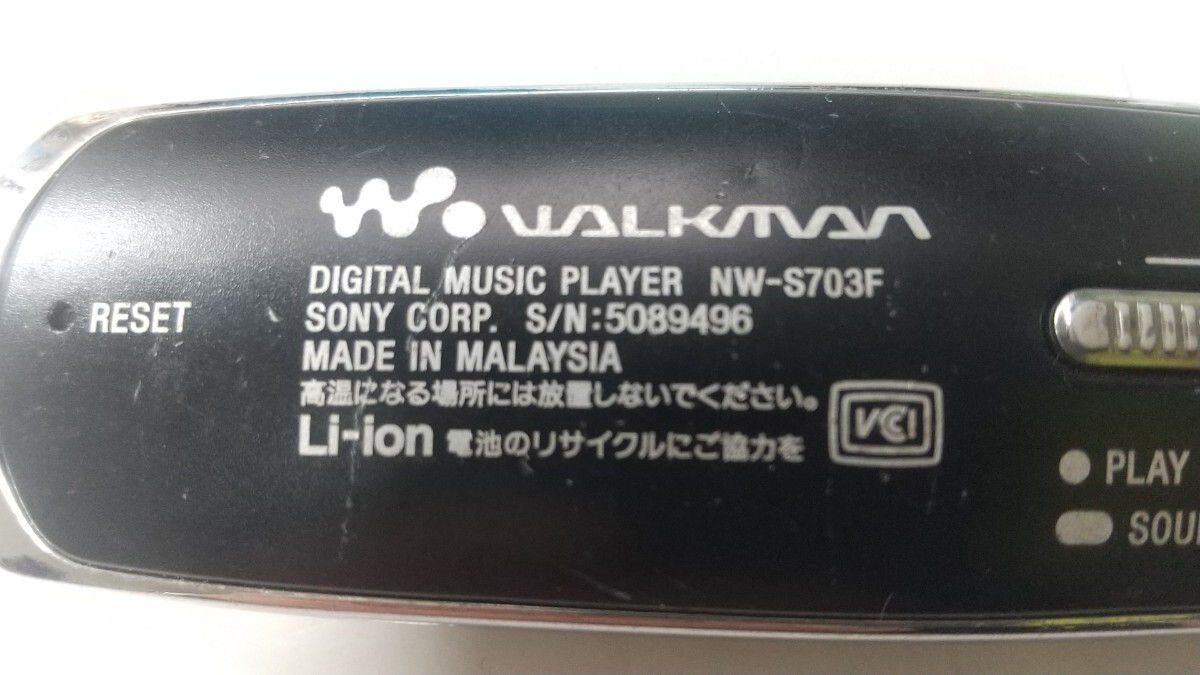 WALKMAN
DIGITAL MUSIC PLAYER NW-S703F
RESET
SONY CORP. S/N:5089496
MADE IN MALAYSIA
高温になる場所には放置しないでください。
VCI
Li-ion 電池のリサイクルにご協力を
PLAY
SOU